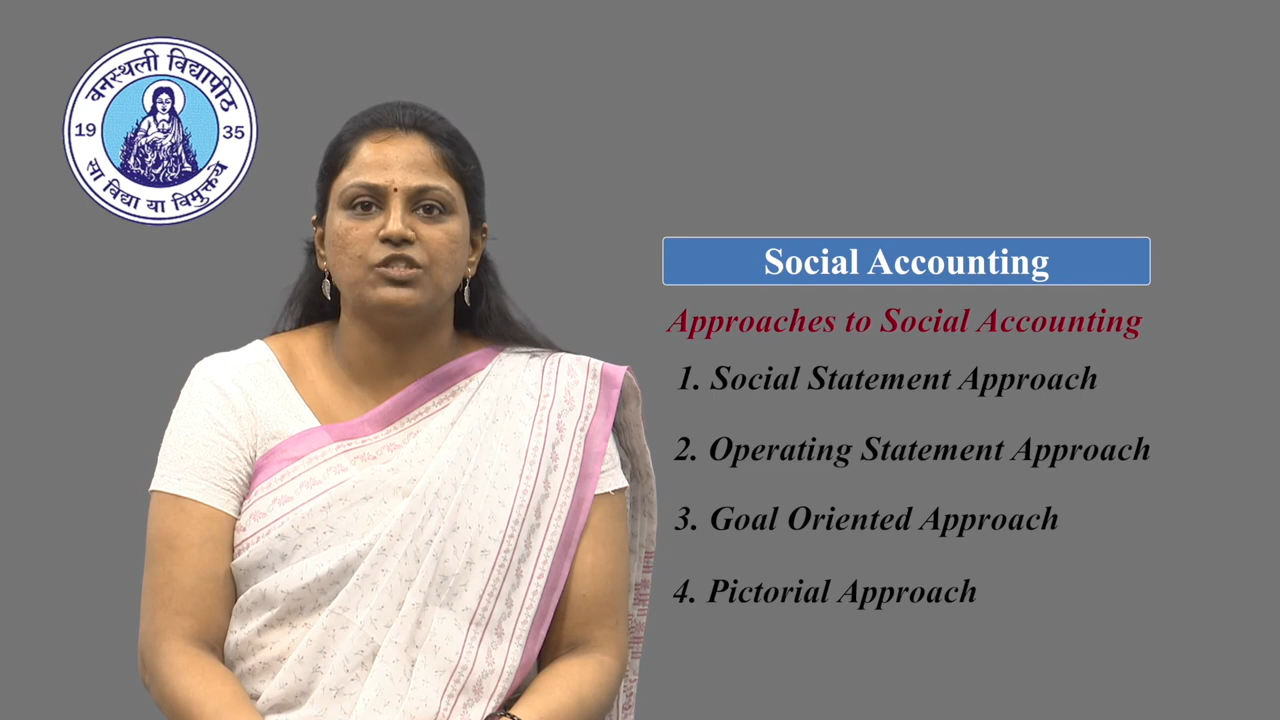 वनस्थली विद्यापीठ
19 35
सा विद्या या विमुक्तये
Social Accounting
Approaches to Social Accounting
1. Social Statement Approach
2. Operating Statement Approach
3. Goal Oriented Approach
4. Pictorial Approach